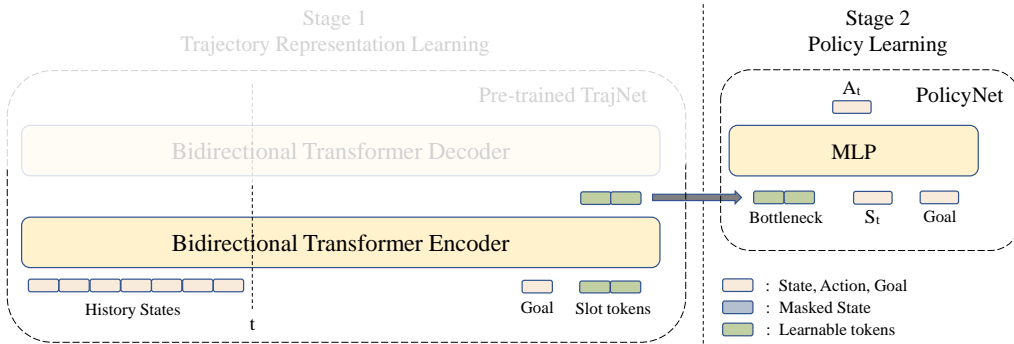 Stage 1
Trajectory Representation Learning
Pre-trained TrajNet
Bidirectional Transformer Decoder
Bidirectional Transformer Encoder
History States
t
Goal
Slot tokens
Stage 2
Policy Learning
PolicyNet
At
MLP
Bottleneck
St
Goal
: State, Action, Goal
: Masked State
: Learnable tokens